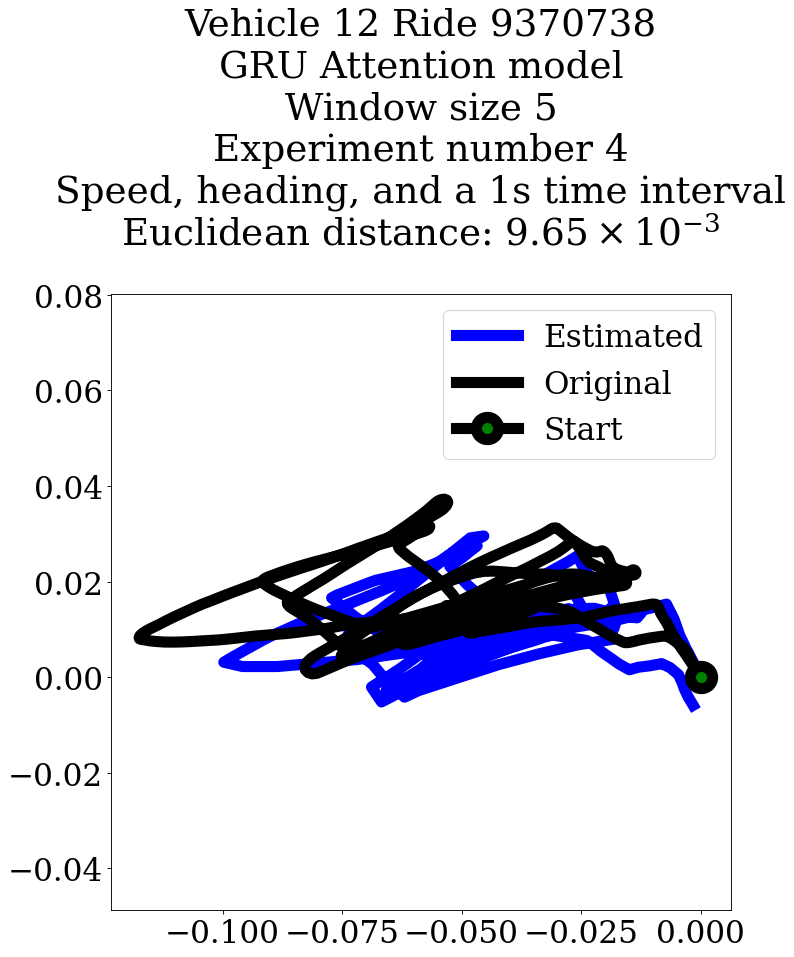 Vehicle 12 Ride 9370738
GRU Attention model
Window size 5
Experiment number 4
Speed, heading, and a 1s time interval
Euclidean distance: 9.65 × 10⁻³
0.08
0.06
0.04
0.02
0.00
−0.02
−0.04
Estimated
Original
Start
−0.100 −0.075 −0.050 −0.025 0.000